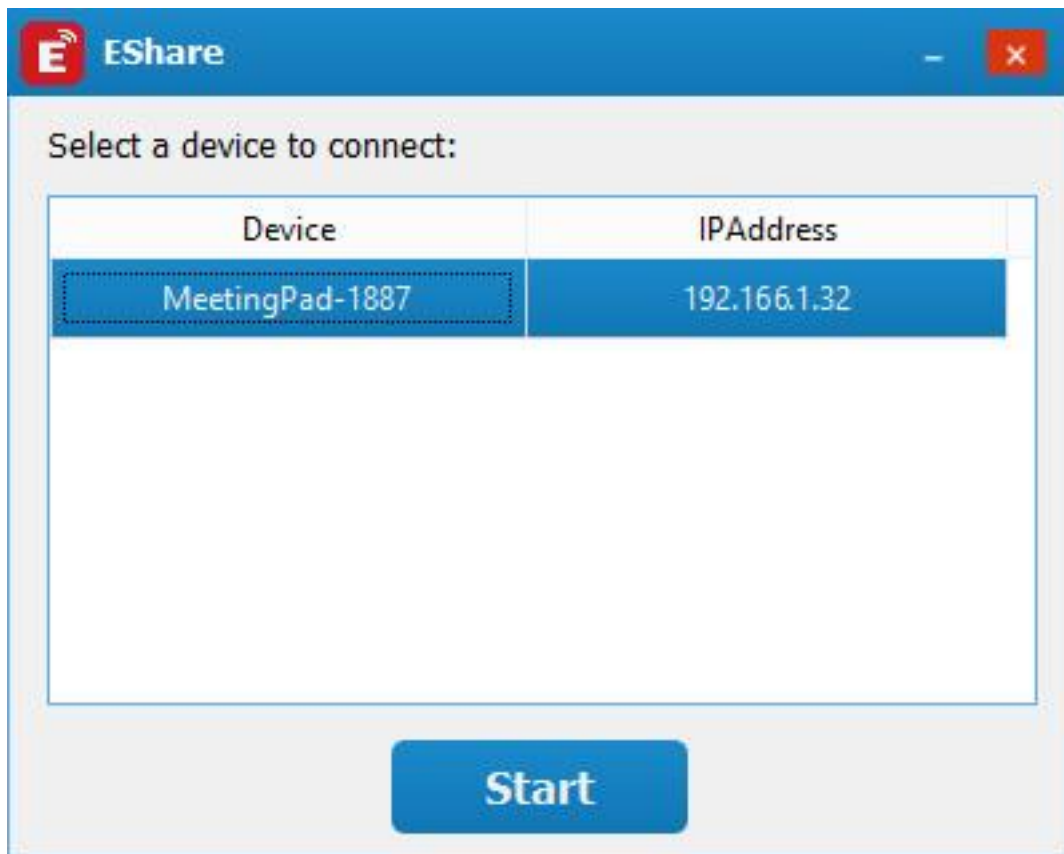 E EShare
Select a device to connect:
Device IPAddress
MeetingPad-1887 192.166.1.32
Start